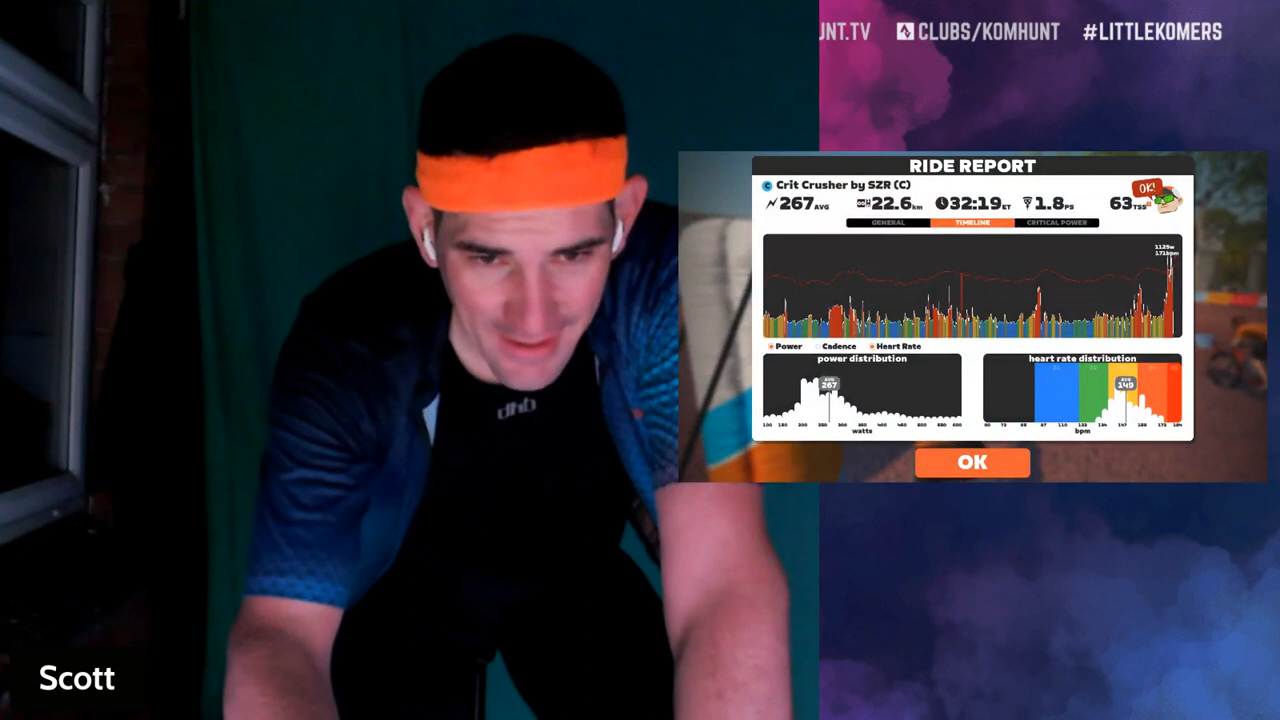 UNT.TV CLUBS/KOMHUNT #LITTLEKOMERS
RIDE REPORT
C Crit Crusher by SZR (C)
OK!
267AVG 22.6km 32:19ET 1.8PS 63TSS
GENERAL TIMELINE CRITICAL POWER
1129w
171bpm
Power Cadence Heart Rate
power distribution heart rate distribution
AVG
267
AVG
149
watts bpm
OK
dhb
Scott